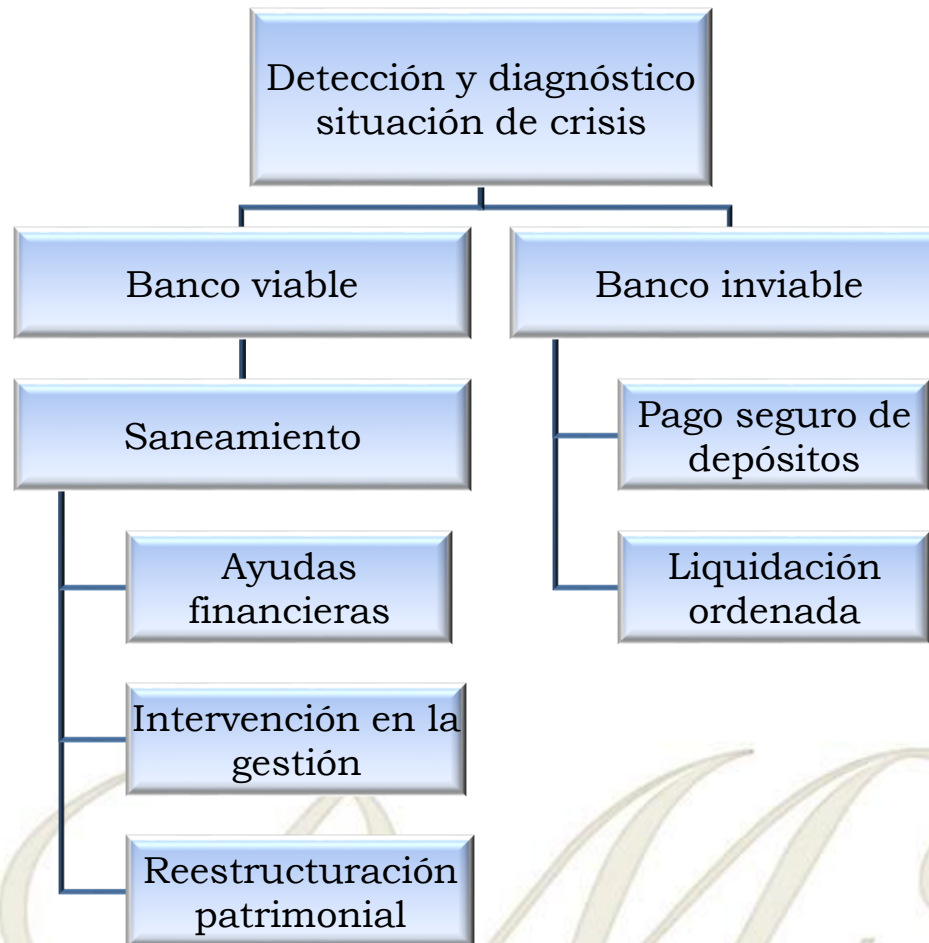 Detección y diagnóstico
situación de crisis
Banco viable
Banco inviable
Saneamiento
Pago seguro de
depósitos
Ayudas
financieras
Liquidación
ordenada
Intervención en la
gestión
Reestructuración
patrimonial